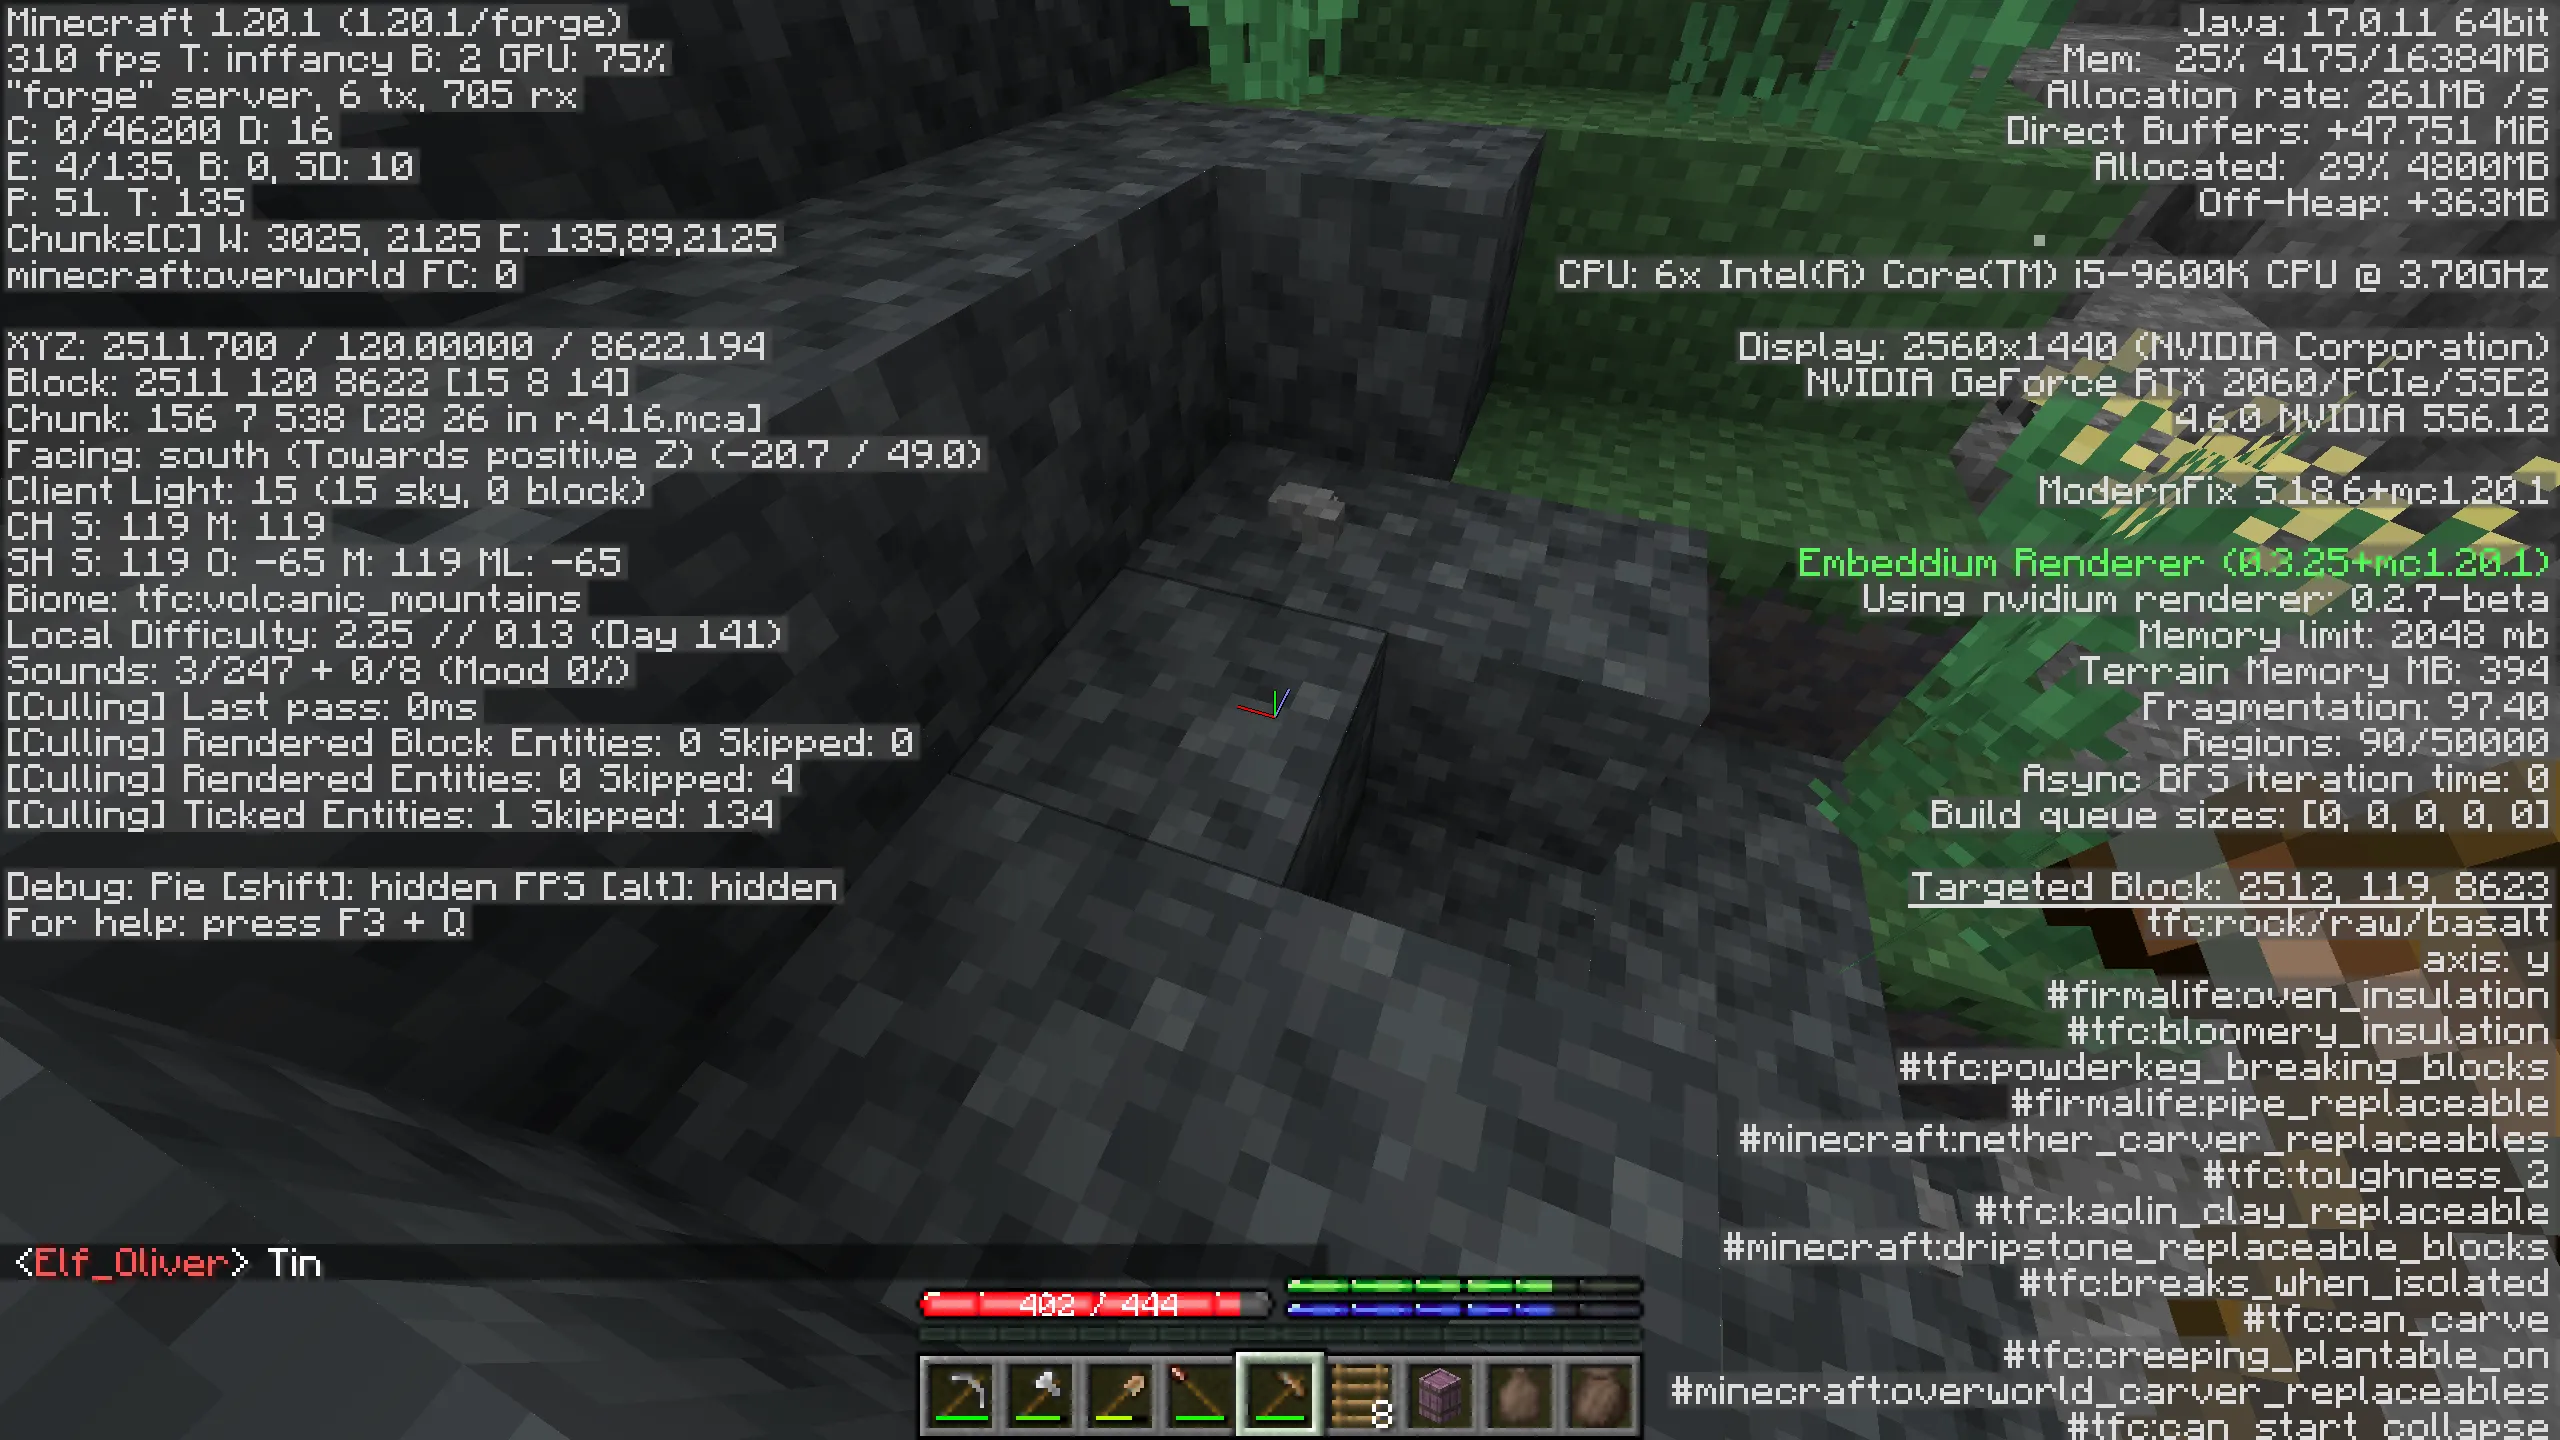 Minecraft 1.20.1 (1.20.1/forge)
310 fps T: inffancy B: 2 GPU: 75%
"forge" server, 6 tx, 705 rx
C: 0/46200 D: 16
E: 4/135, B: 0, SD: 10
P: 51. T: 135
Chunks[C] W: 3025, 2125 E: 135,89,2125
minecraft:overworld FC: 0
XYZ: 2511.700 / 120.00000 / 8622.194
Block: 2511 120 8622 [15 8 14]
Chunk: 156 7 538 [28 26 in r.4.16.mca]
Facing: south (Towards positive Z) (-20.7 / 49.0)
Client Light: 15 (15 sky, 0 block)
CH S: 119 M: 119
SH S: 119 O: -65 M: 119 ML: -65
Biome: tfc:volcanic_mountains
Local Difficulty: 2.25 // 0.13 (Day 141)
Sounds: 3/247 + 0/8 (Mood 0%)
[Culling] Last pass: 0ms
[Culling] Rendered Block Entities: 0 Skipped: 0
[Culling] Rendered Entities: 0 Skipped: 4
[Culling] Ticked Entities: 1 Skipped: 134
Debug: Pie [shift]: hidden FPS [alt]: hidden
For help: press F3 + Q
Java: 17.0.11 64bit
Mem: 25% 4175/16384MB
Allocation rate: 261MB /s
Direct Buffers: +47.751 MiB
Allocated: 29% 4800MB
Off-Heap: +363MB
CPU: 6x Intel(R) Core(TM) i5-9600K CPU @ 3.70GHz
Display: 2560x1440 (NVIDIA Corporation)
NVIDIA GeForce RTX 2060/PCIe/SSE2
4.6.0 NVIDIA 556.12
ModernFix 5.18.6+mc1.20.1
Embeddium Renderer (0.3.25+mc1.20.1)
Using nvidium renderer: 0.2.7-beta
Memory limit: 2048 mb
Terrain Memory MB: 394
Fragmentation: 97.40
Regions: 90/50000
Async BFS iteration time: 0
Build queue sizes: [0, 0, 0, 0, 0]
Targeted Block: 2512, 119, 8623
tfc:rock/raw/basalt
axis: y
#firmalife:oven_insulation
#tfc:bloomery_insulation
#tfc:powderkeg_breaking_blocks
#firmalife:pipe_replaceable
#minecraft:nether_carver_replaceables
#tfc:toughness_2
#tfc:kaolin_clay_replaceable
#minecraft:dripstone_replaceable_blocks
#tfc:breaks_when_isolated
#tfc:can_carve
#tfc:creeping_plantable_on
#minecraft:overworld_carver_replaceables
#tfc:can_start_collapse
<Elf_Oliver> Tin
402 / 444
8